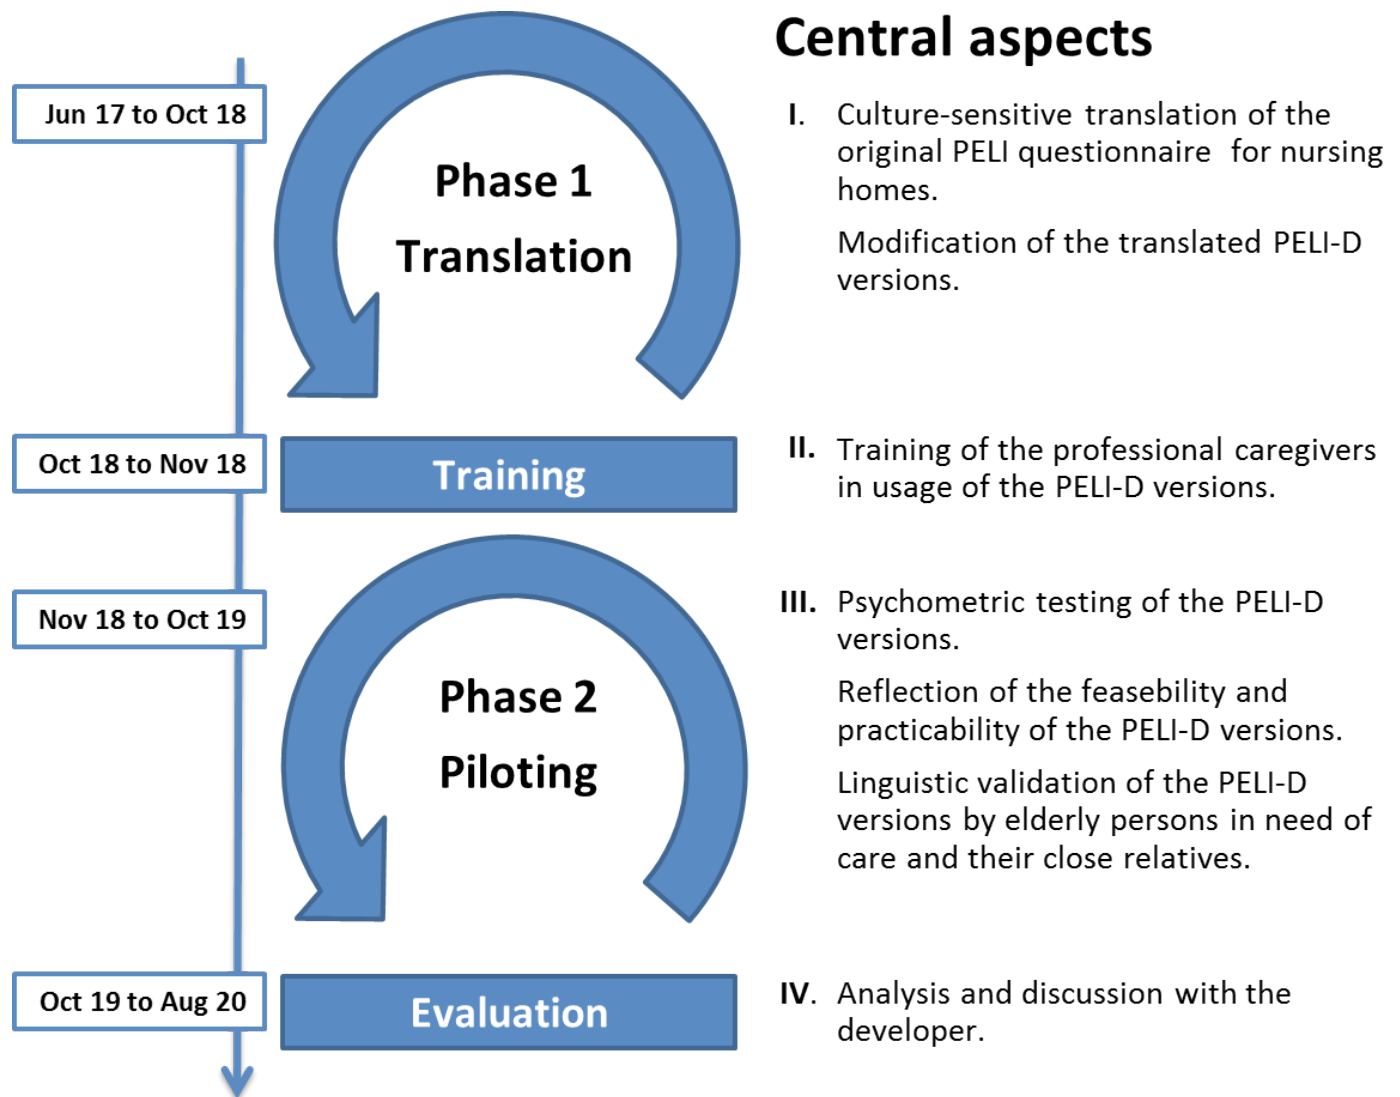 Central aspects
Jun 17 to Oct 18
Phase 1
Translation
I. Culture-sensitive translation of the
original PELI questionnaire for nursing
homes.
Modification of the translated PELI-D
versions.
Oct 18 to Nov 18
Training
II. Training of the professional caregivers
in usage of the PELI-D versions.
Nov 18 to Oct 19
Phase 2
Piloting
III. Psychometric testing of the PELI-D
versions.
Reflection of the feasebility and
practicability of the PELI-D versions.
Linguistic validation of the PELI-D
versions by elderly persons in need of
care and their close relatives.
Oct 19 to Aug 20
Evaluation
IV. Analysis and discussion with the
developer.